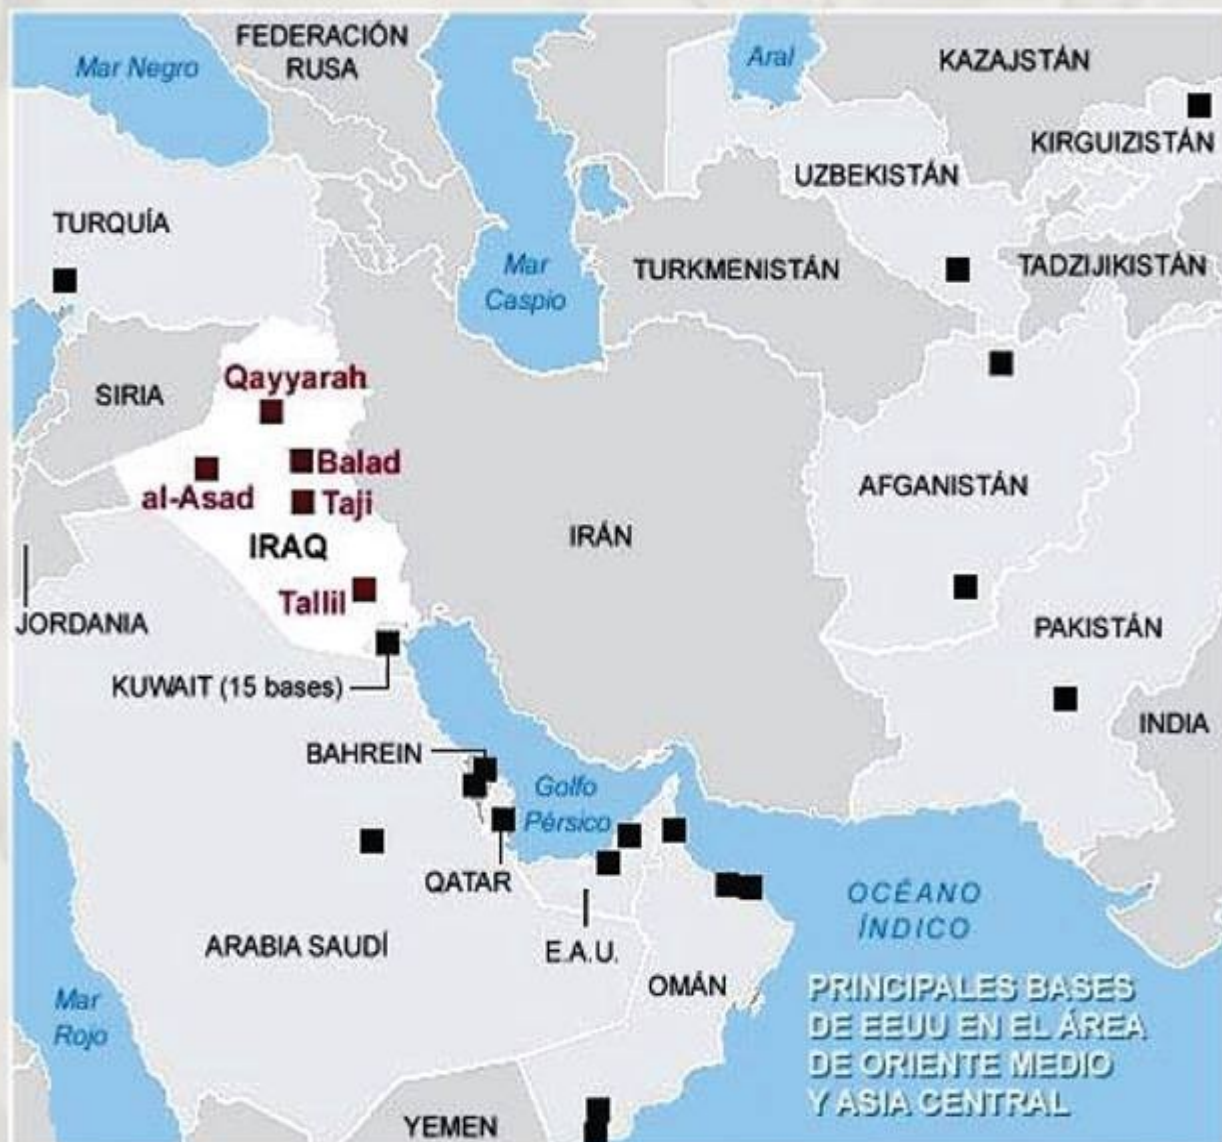 FEDERACIÓN
RUSA
Mar Negro
Aral
KAZAJSTÁN
KIRGUIZISTÁN
UZBEKISTÁN
TURQUÍA
Mar
Caspio
TURKMENISTÁN
TADZIJIKISTÁN
SIRIA
Qayyarah
Balad
al-Asad
Taji
AFGANISTÁN
IRAQ
IRÁN
Tallil
JORDANIA
PAKISTÁN
KUWAIT (15 bases)
INDIA
BAHREIN
Golfo
Pérsico
QATAR
OCÉANO
ÍNDICO
ARABIA SAUDÍ
E.A.U.
OMÁN
Mar
Rojo
PRINCIPALES BASES
DE EEUU EN EL ÁREA
DE ORIENTE MEDIO
Y ASIA CENTRAL
YEMEN